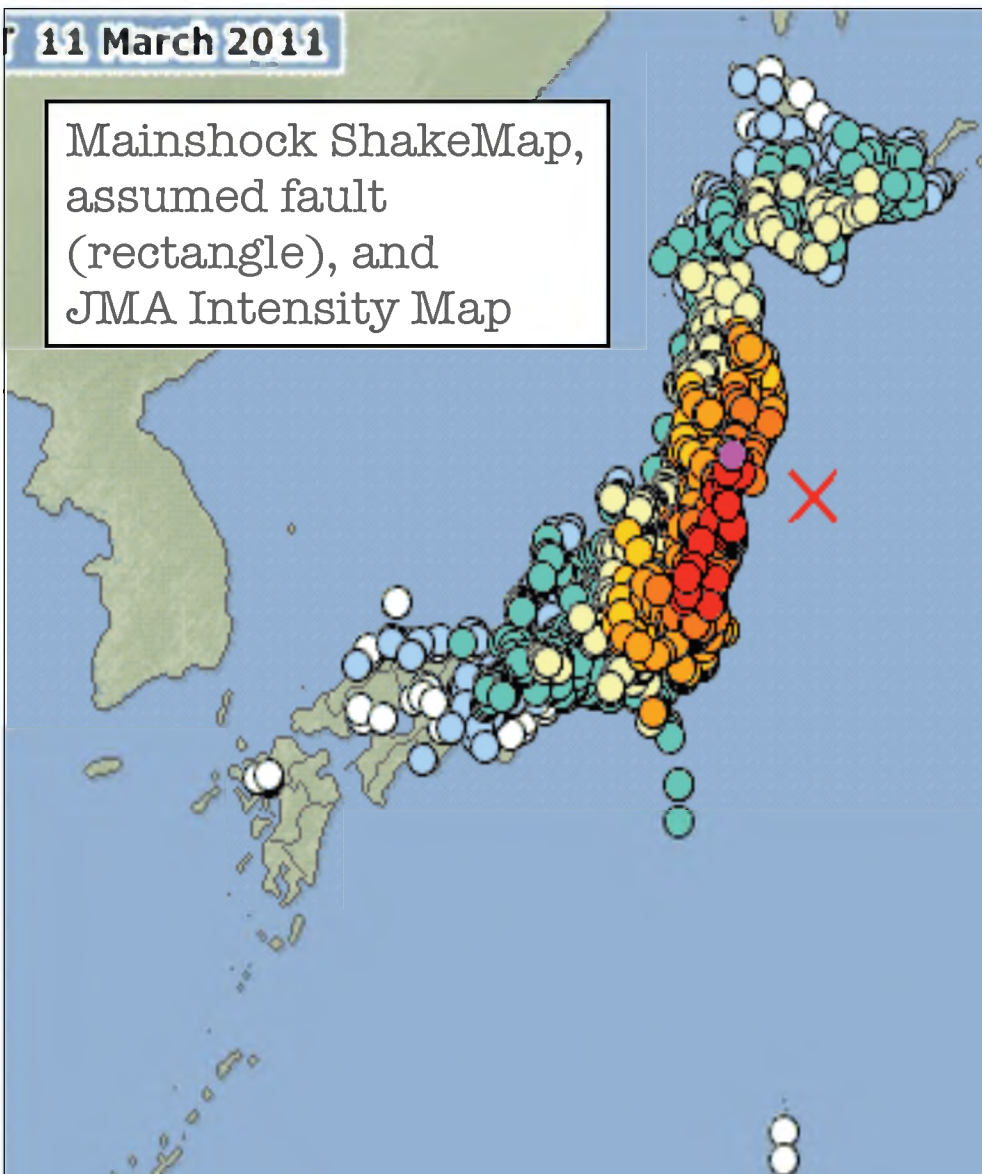 11 March 2011
Mainshock ShakeMap,
assumed fault
(rectangle), and
JMA Intensity Map